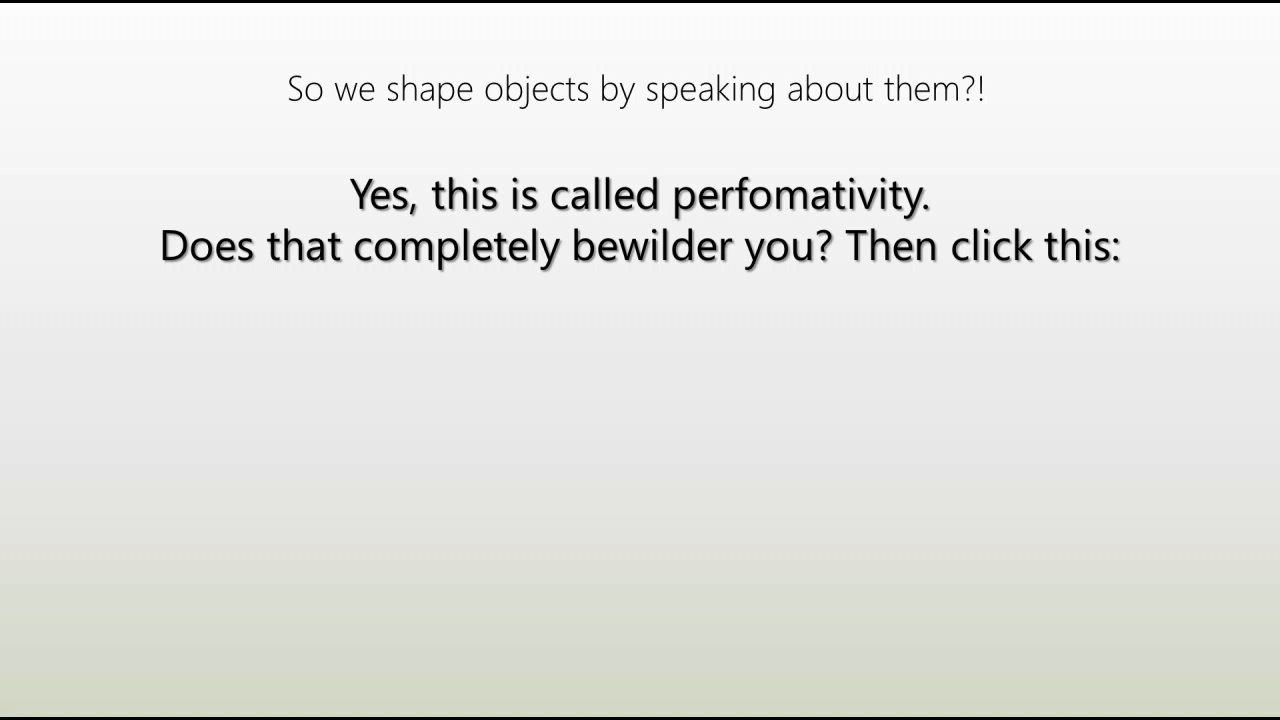 So we shape objects by speaking about them?!
Yes, this is called perfomativity.
Does that completely bewilder you? Then click this: